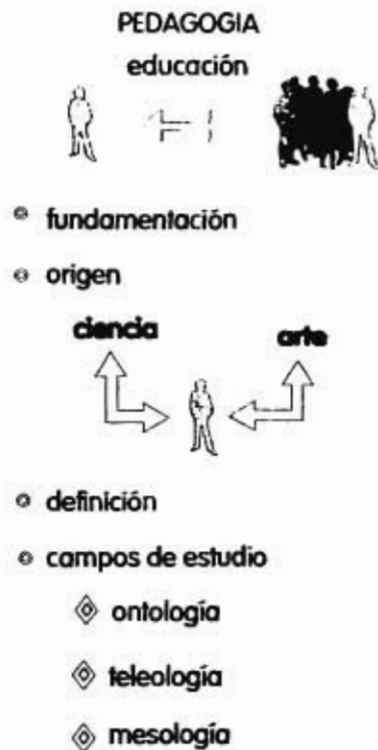 PEDAGOGIA
educación
fundamentación
origen
ciencia arte
definición
campos de estudio
ontología
teleología
mesología